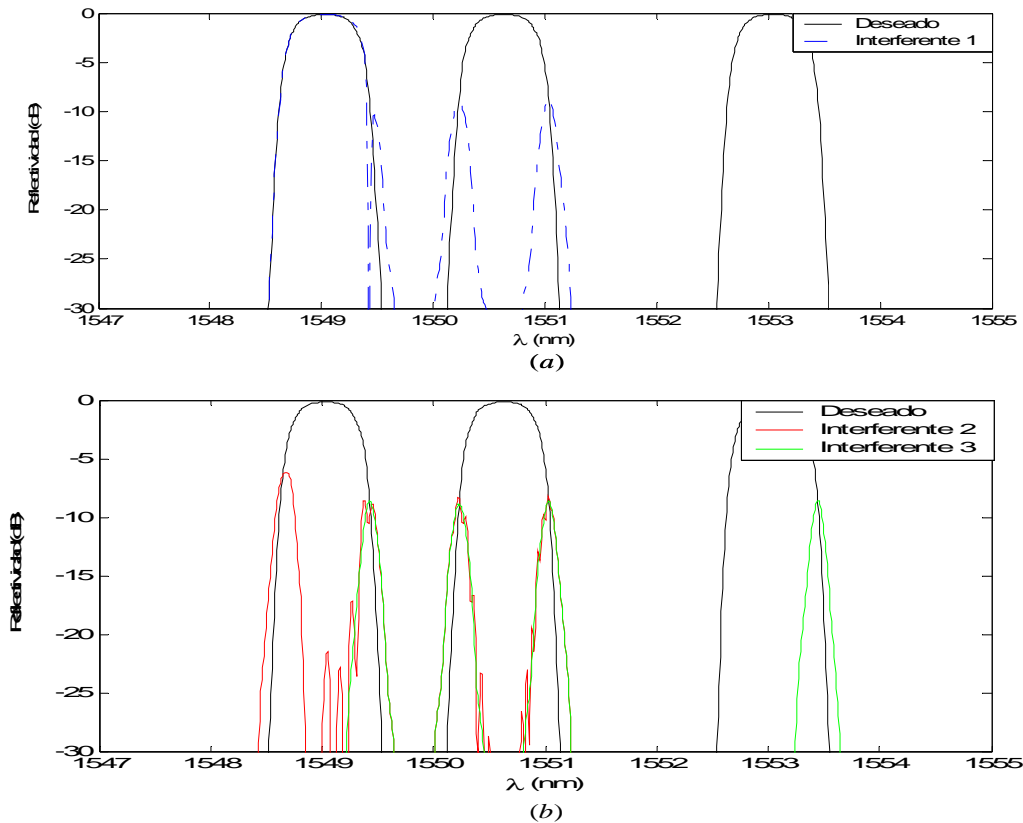 Deseado
Interferente 1
Reflectividad (dB)
0
-5
-10
-15
-20
-25
-30
1547 1548 1549 1550 1551 1552 1553 1554 1555
λ (nm)
(a)
Deseado
Interferente 2
Interferente 3
Reflectividad (dB)
0
-5
-10
-15
-20
-25
-30
1547 1548 1549 1550 1551 1552 1553 1554 1555
λ (nm)
(b)